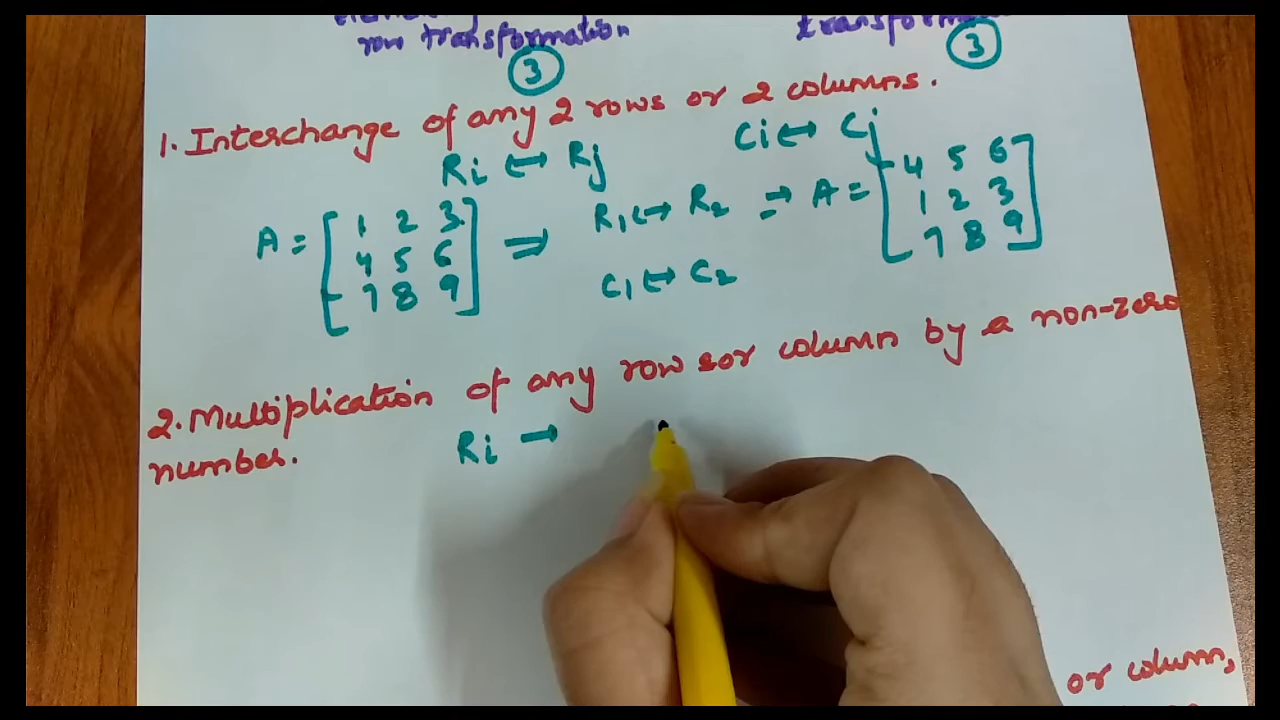 row transformation
transformation
3
3
1. Interchange of any 2 rows or 2 columns.
Ri ↔ Rj
Ci ↔ Cj
A = [ 1 2 3
4 5 6
7 8 9 ]
⇒
R1 ↔ R2 → A = [ 4 5 6
1 2 3
7 8 9 ]
C1 ↔ C2
2. Multiplication of any row or column by a non-zero
number.
Ri →
or column,